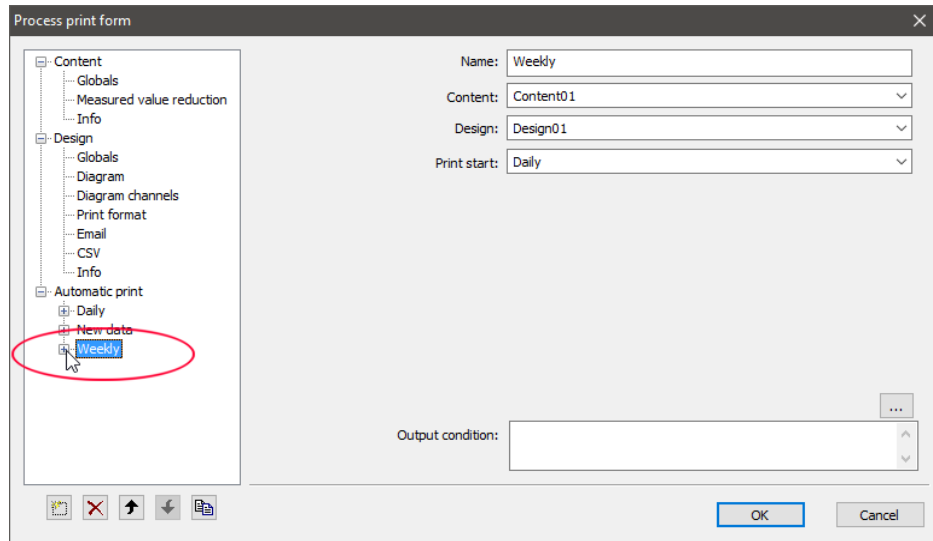 Process print form
Content
Globals
Measured value reduction
Info
Design
Globals
Diagram
Diagram channels
Print format
Email
CSV
Info
Automatic print
Daily
New data
Weekly
Name: Weekly
Content: Content01
Design: Design01
Print start: Daily
...
Output condition:
OK Cancel